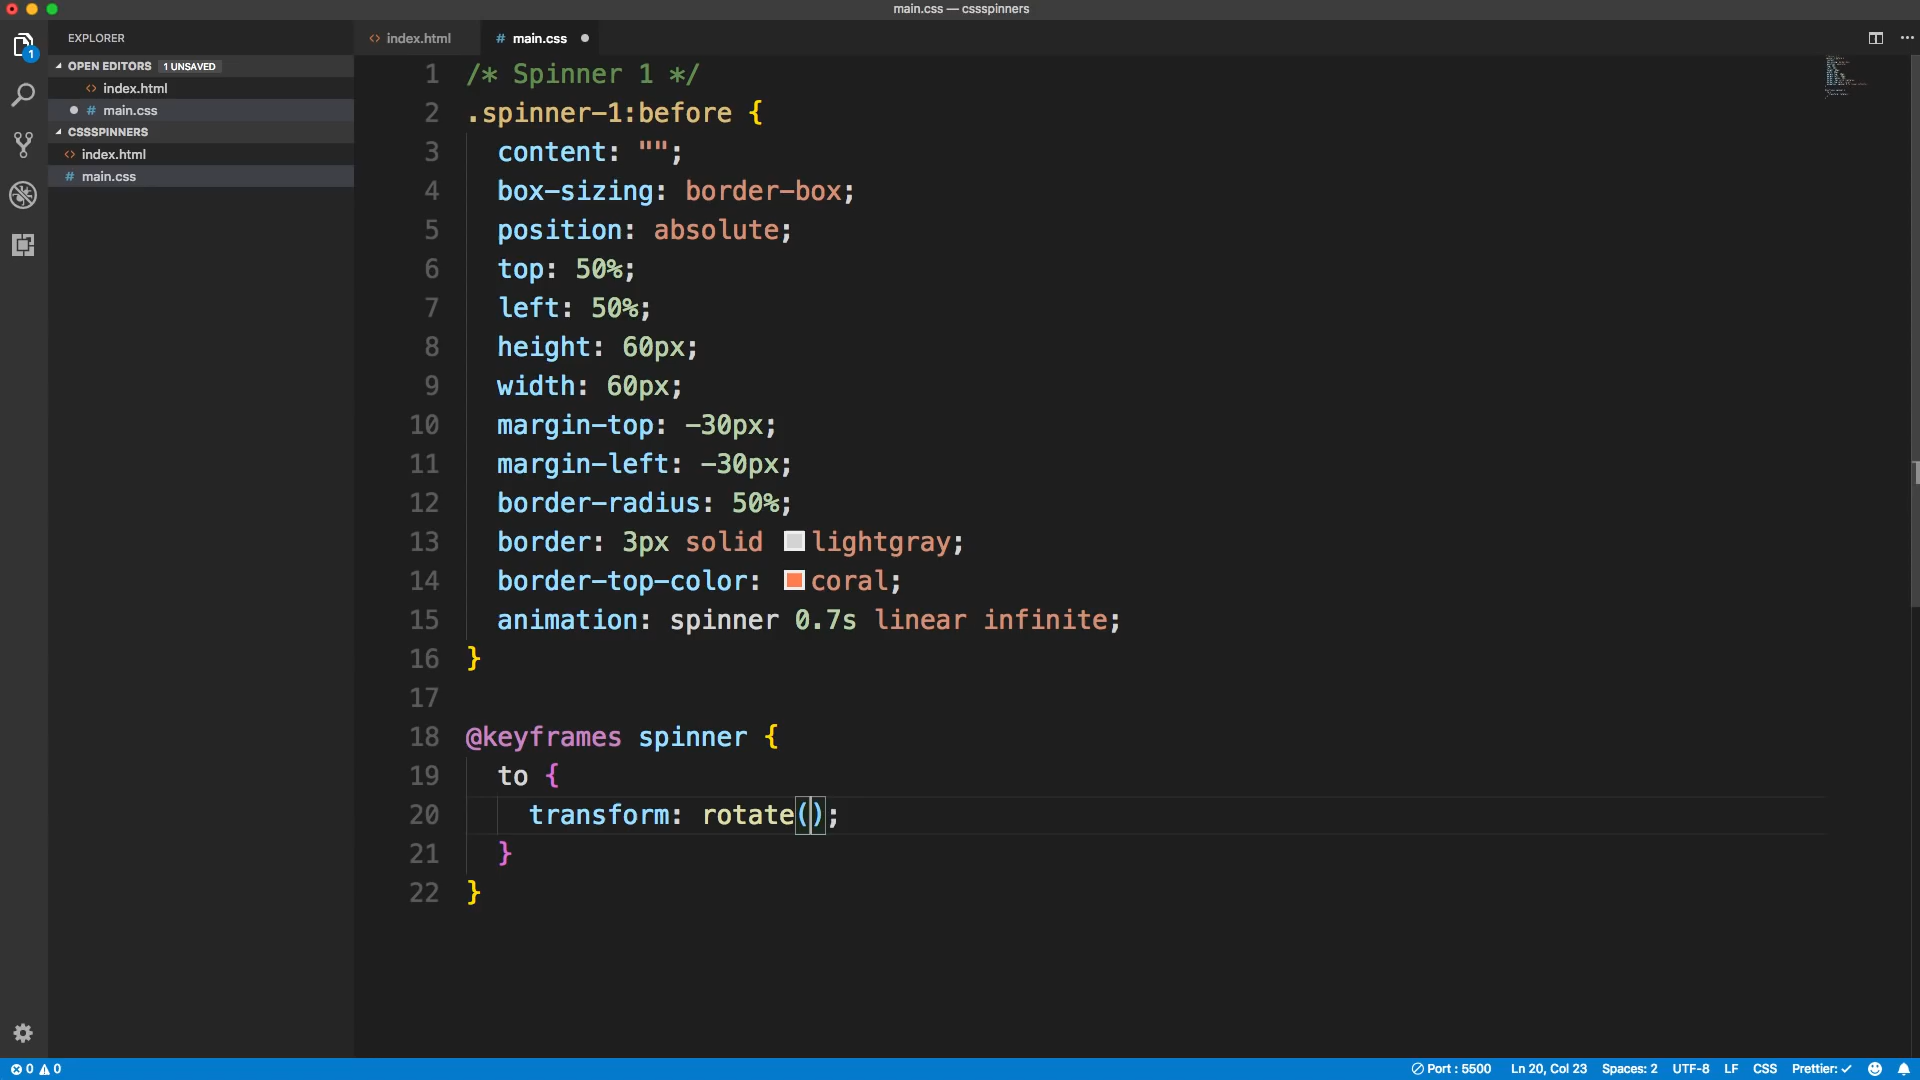 main.css — cssspinners
EXPLORER
OPEN EDITORS 1 UNSAVED
<> index.html
# main.css
CSSSPINNERS
<> index.html
# main.css
1
<> index.html
# main.css
1 /* Spinner 1 */
2 .spinner-1:before {
3 content: "";
4 box-sizing: border-box;
5 position: absolute;
6 top: 50%;
7 left: 50%;
8 height: 60px;
9 width: 60px;
10 margin-top: -30px;
11 margin-left: -30px;
12 border-radius: 50%;
13 border: 3px solid lightgray;
14 border-top-color: coral;
15 animation: spinner 0.7s linear infinite;
16 }
17
18 @keyframes spinner {
19 to {
20 transform: rotate();
21 }
22 }
0 0
Port : 5500 Ln 20, Col 23 Spaces: 2 UTF-8 LF CSS Prettier: ✓